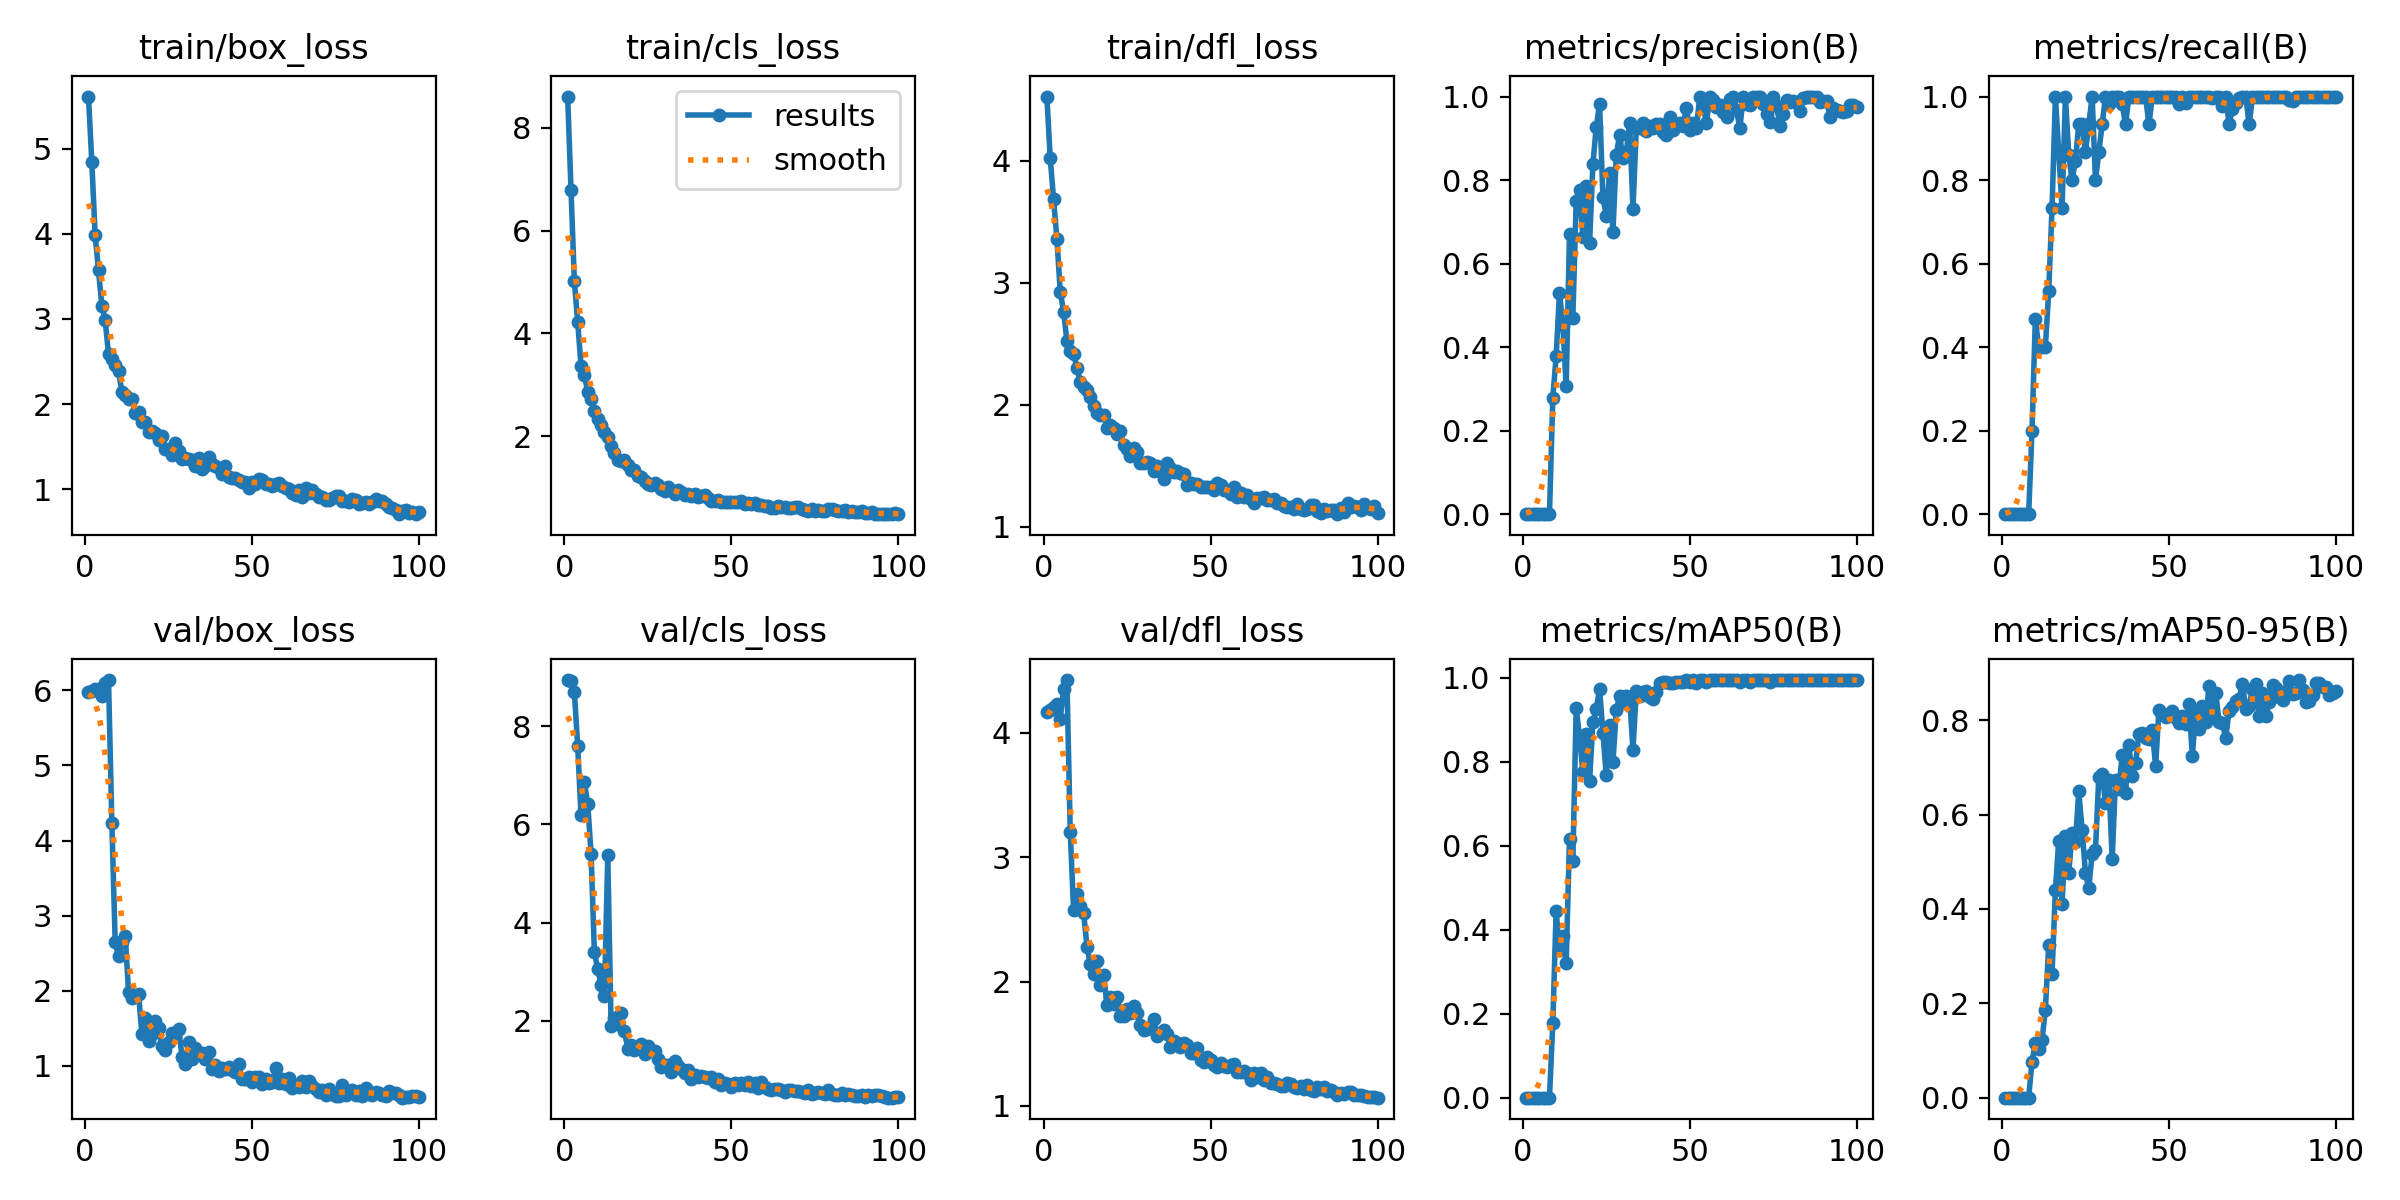 train/box_loss
train/cls_loss
train/dfl_loss
metrics/precision(B)
metrics/recall(B)
5
4
3
2
1
0 50 100
8
6
4
2
0 50 100
results
smooth
4
3
2
1
0 50 100
1.0
0.8
0.6
0.4
0.2
0.0
0 50 100
1.0
0.8
0.6
0.4
0.2
0.0
0 50 100
val/box_loss
val/cls_loss
val/dfl_loss
metrics/mAP50(B)
metrics/mAP50-95(B)
6
5
4
3
2
1
0 50 100
8
6
4
2
0 50 100
4
3
2
1
0 50 100
1.0
0.8
0.6
0.4
0.2
0.0
0 50 100
0.8
0.6
0.4
0.2
0.0
0 50 100